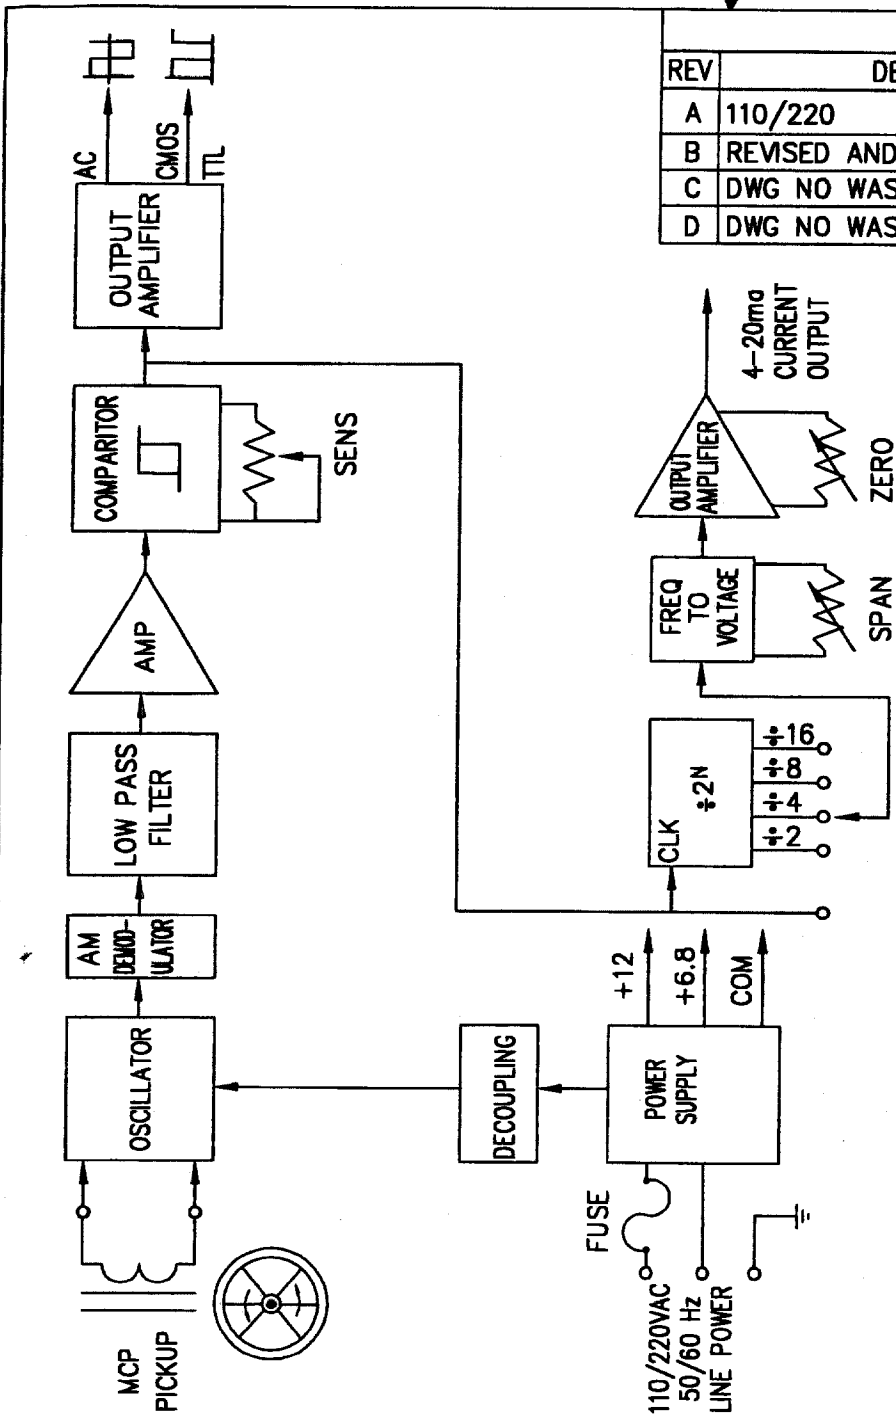 REV
DE
A 110/220
B REVISED AND
C DWG NO WAS
D DWG NO WAS
MCP
PICKUP
OSCILLATOR
AM
DEMOD-
ULATOR
LOW PASS
FILTER
AMP
COMPARITOR
SENS
OUTPUT
AMPLIFIER
AC
CMOS
TTL
110/220VAC
50/60 Hz
LINE POWER
FUSE
POWER
SUPPLY
DECOUPLING
+12
+6.8
COM
CLK
÷2ᴺ
÷2
÷4
÷8
÷16
FREQ
TO
VOLTAGE
SPAN
OUTPUT
AMPLIFIER
ZERO
4-20ma
CURRENT
OUTPUT